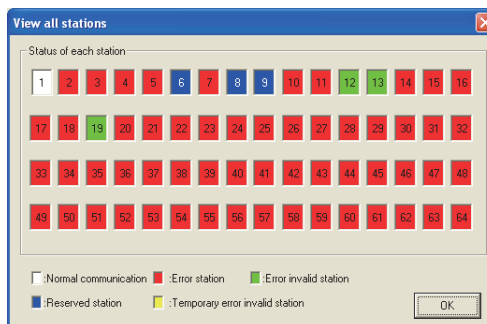 View all stations
Status of each station
1 2 3 4 5 6 7 8 9 10 11 12 13 14 15 16
17 18 19 20 21 22 23 24 25 26 27 28 29 30 31 32
33 34 35 36 37 38 39 40 41 42 43 44 45 46 47 48
49 50 51 52 53 54 55 56 57 58 59 60 61 62 63 64
:Normal communication :Error station :Error invalid station
:Reserved station :Temporary error invalid station
OK